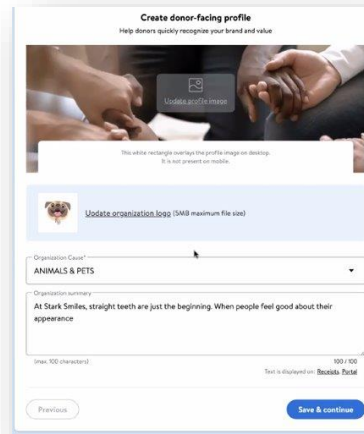 Create donor-facing profile
Help donors quickly recognize your brand and value
Update profile image
This white rectangle overlays the profile image on desktop.
It is not present on mobile.
Update organization logo (5MB maximum file size)
Organization Cause*
ANIMALS & PETS
Organization summary
At Stark Smiles, straight teeth are just the beginning. When people feel good about their
appearance
(max. 100 characters)
100 / 100
Text is displayed on: Receipts, Portal
Previous
Save & continue